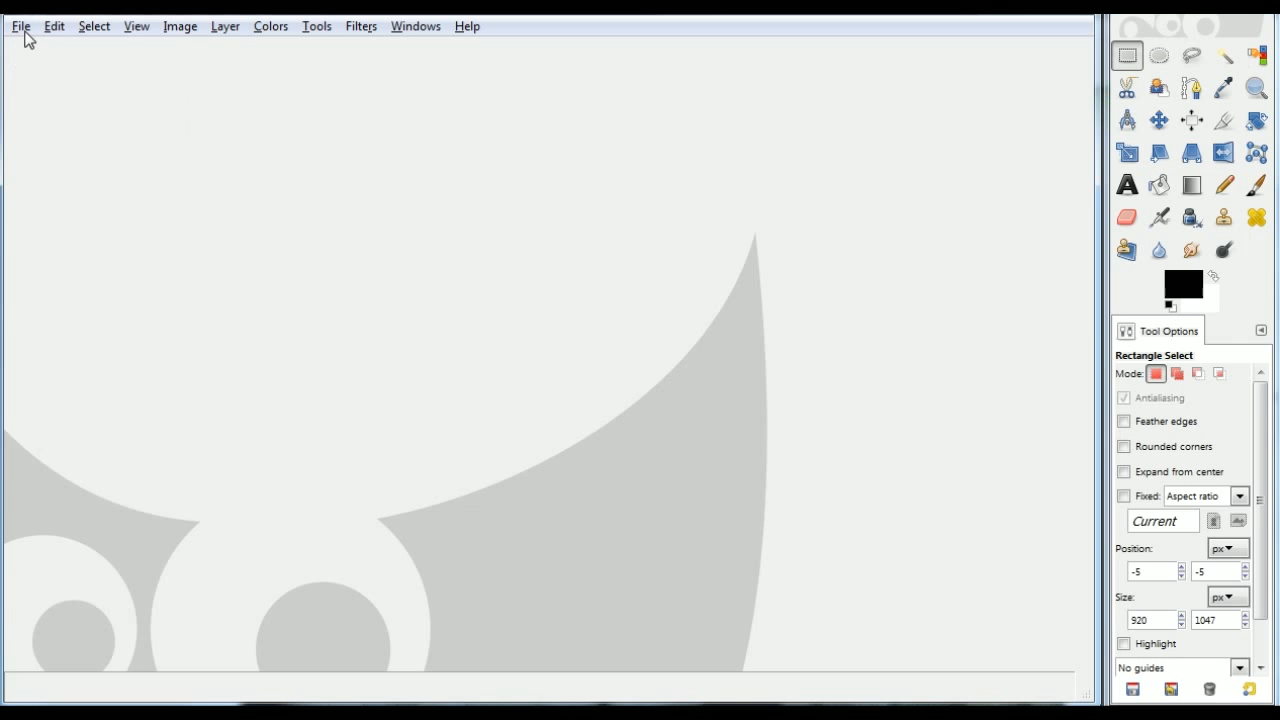 File Edit Select View Image Layer Colors Tools Filters Windows Help
Tool Options
Rectangle Select
Mode:
Antialiasing
Feather edges
Rounded corners
Expand from center
Fixed: Aspect ratio
Current
Position: px
-5 -5
Size: px
920 1047
Highlight
No guides